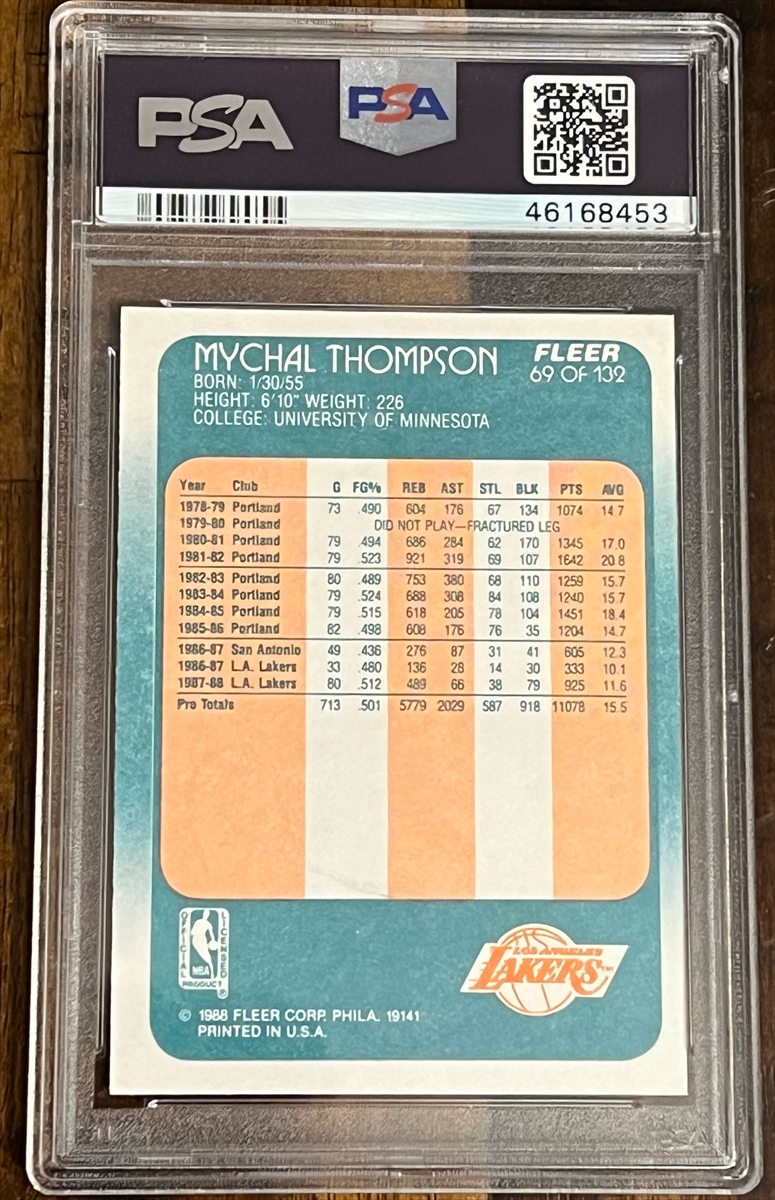 PSA PSA
46168453
MYCHAL THOMPSON FLEER
BORN: 1/30/55 69 OF 132
HEIGHT: 6'10" WEIGHT: 226
COLLEGE: UNIVERSITY OF MINNESOTA
Year Club G FG% REB AST STL BLK PTS AVG
1978-79 Portland 73 .490 604 176 67 134 1074 14.7
1979-80 Portland DID NOT PLAY—FRACTURED LEG
1980-81 Portland 79 .494 686 284 62 170 1345 17.0
1981-82 Portland 79 .523 921 319 69 107 1642 20.8
1982-83 Portland 80 .489 753 380 68 110 1259 15.7
1983-84 Portland 79 .524 688 308 84 108 1240 15.7
1984-85 Portland 79 .515 618 205 78 104 1451 18.4
1985-86 Portland 82 .498 608 176 76 35 1204 14.7
1986-87 San Antonio 49 .436 276 87 31 41 605 12.3
1986-87 L.A. Lakers 33 .480 136 28 14 30 333 10.1
1987-88 L.A. Lakers 80 .512 489 66 38 79 925 11.6
Pro Totals 713 .501 5779 2029 587 918 11078 15.5
OFFICIAL LICENSED
NBA
PRODUCT ®
LOS ANGELES
LAKERS™
© 1988 FLEER CORP. PHILA. 19141
PRINTED IN U.S.A.